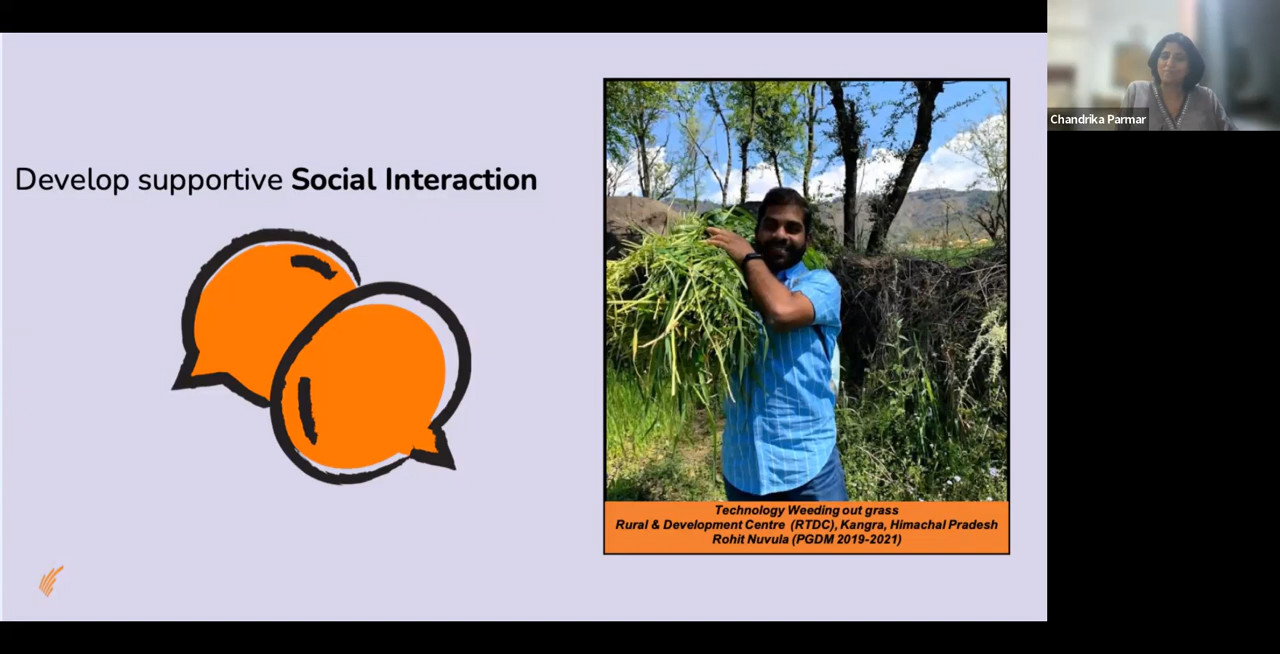 Develop supportive Social Interaction
Technology Weeding out grass
Rural & Development Centre (RTDC), Kangra, Himachal Pradesh
Rohit Nuvula (PGDM 2019-2021)
Chandrika Parmar